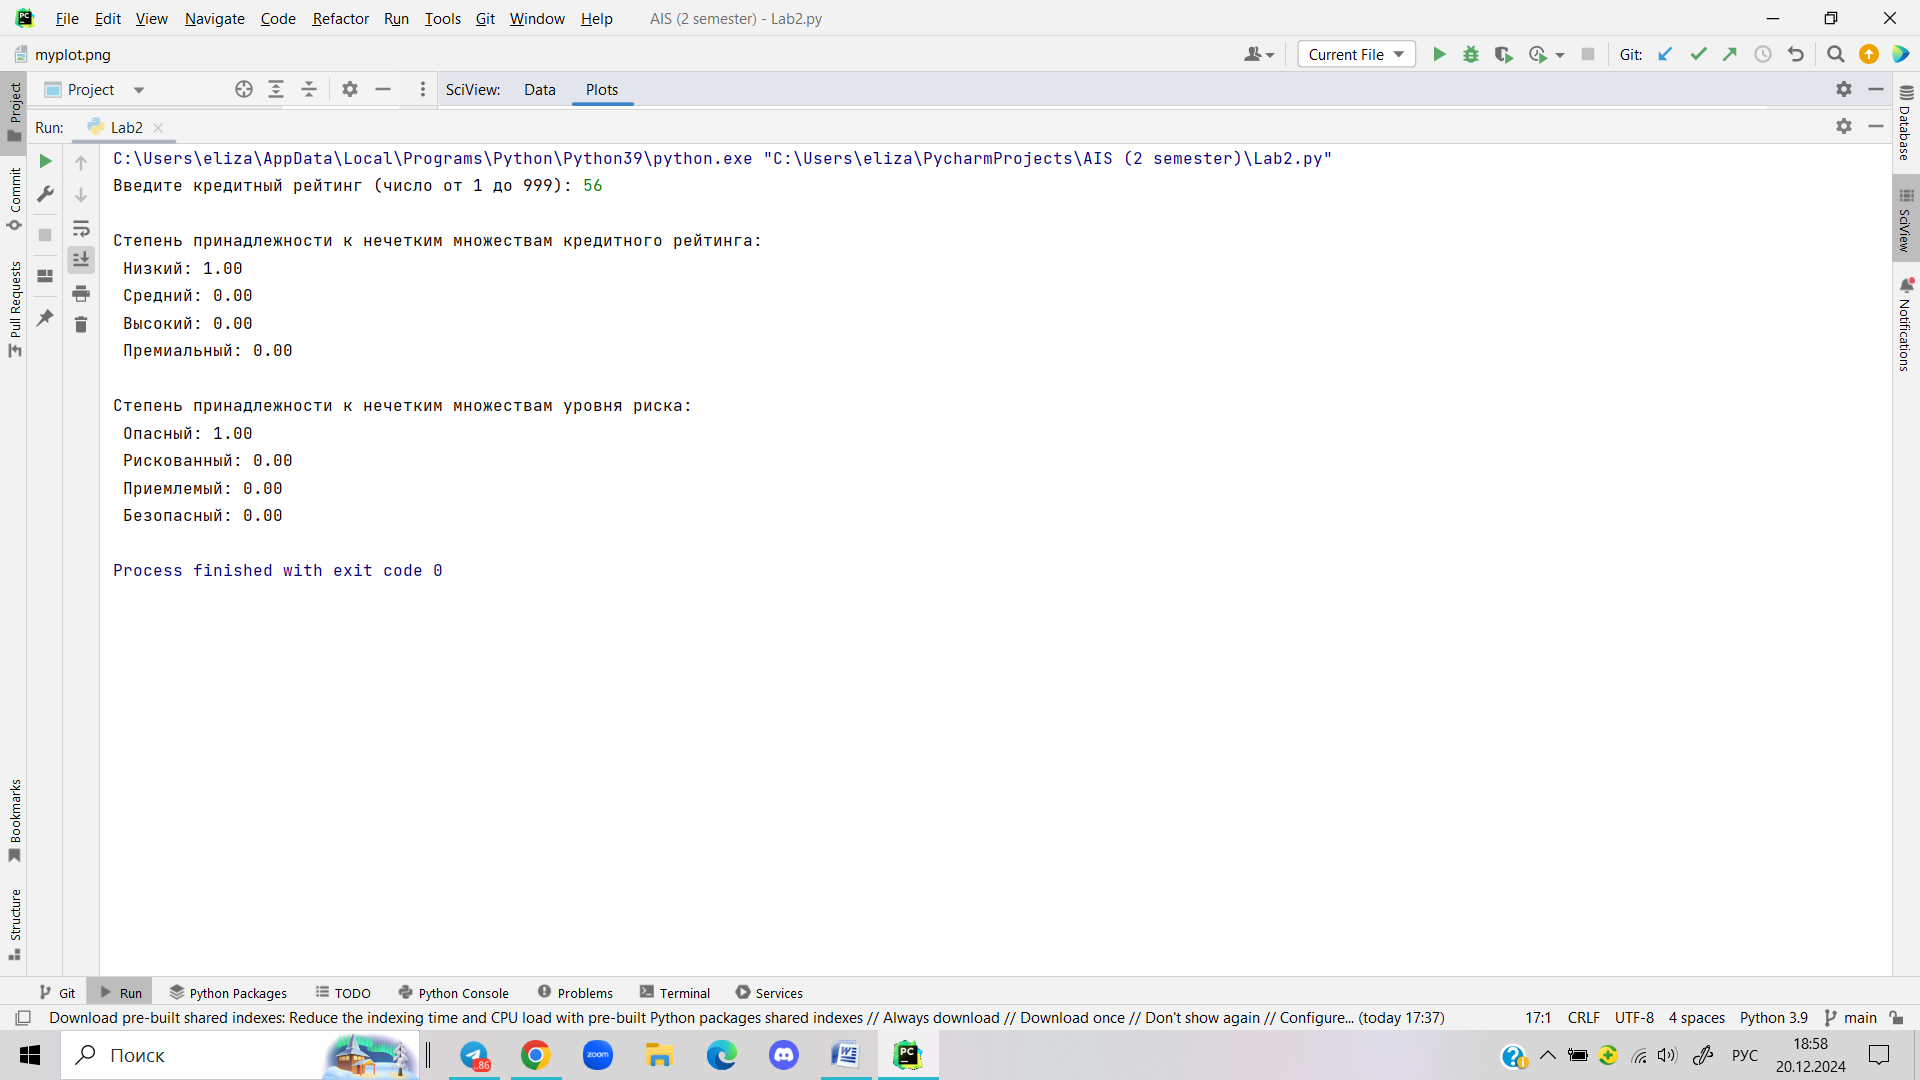 File Edit View Navigate Code Refactor Run Tools Git Window Help AIS (2 semester) - Lab2.py
myplot.png Current File Git:
Project SciView: Data Plots
Run: Lab2
C:\Users\eliza\AppData\Local\Programs\Python\Python39\python.exe "C:\Users\eliza\PycharmProjects\AIS (2 semester)\Lab2.py"
Введите кредитный рейтинг (число от 1 до 999): 56
Степень принадлежности к нечетким множествам кредитного рейтинга:
Низкий: 1.00
Средний: 0.00
Высокий: 0.00
Премиальный: 0.00
Степень принадлежности к нечетким множествам уровня риска:
Опасный: 1.00
Рискованный: 0.00
Приемлемый: 0.00
Безопасный: 0.00
Process finished with exit code 0
Project
Commit
Pull Requests
Bookmarks
Structure
Database
SciView
Notifications
Git Run Python Packages TODO Python Console Problems Terminal Services
Download pre-built shared indexes: Reduce the indexing time and CPU load with pre-built Python packages shared indexes // Always download // Download once // Don't show again // Configure... (today 17:37) 17:1 CRLF UTF-8 4 spaces Python 3.9 main
Поиск 86 zoom PC РУС 18:58
20.12.2024